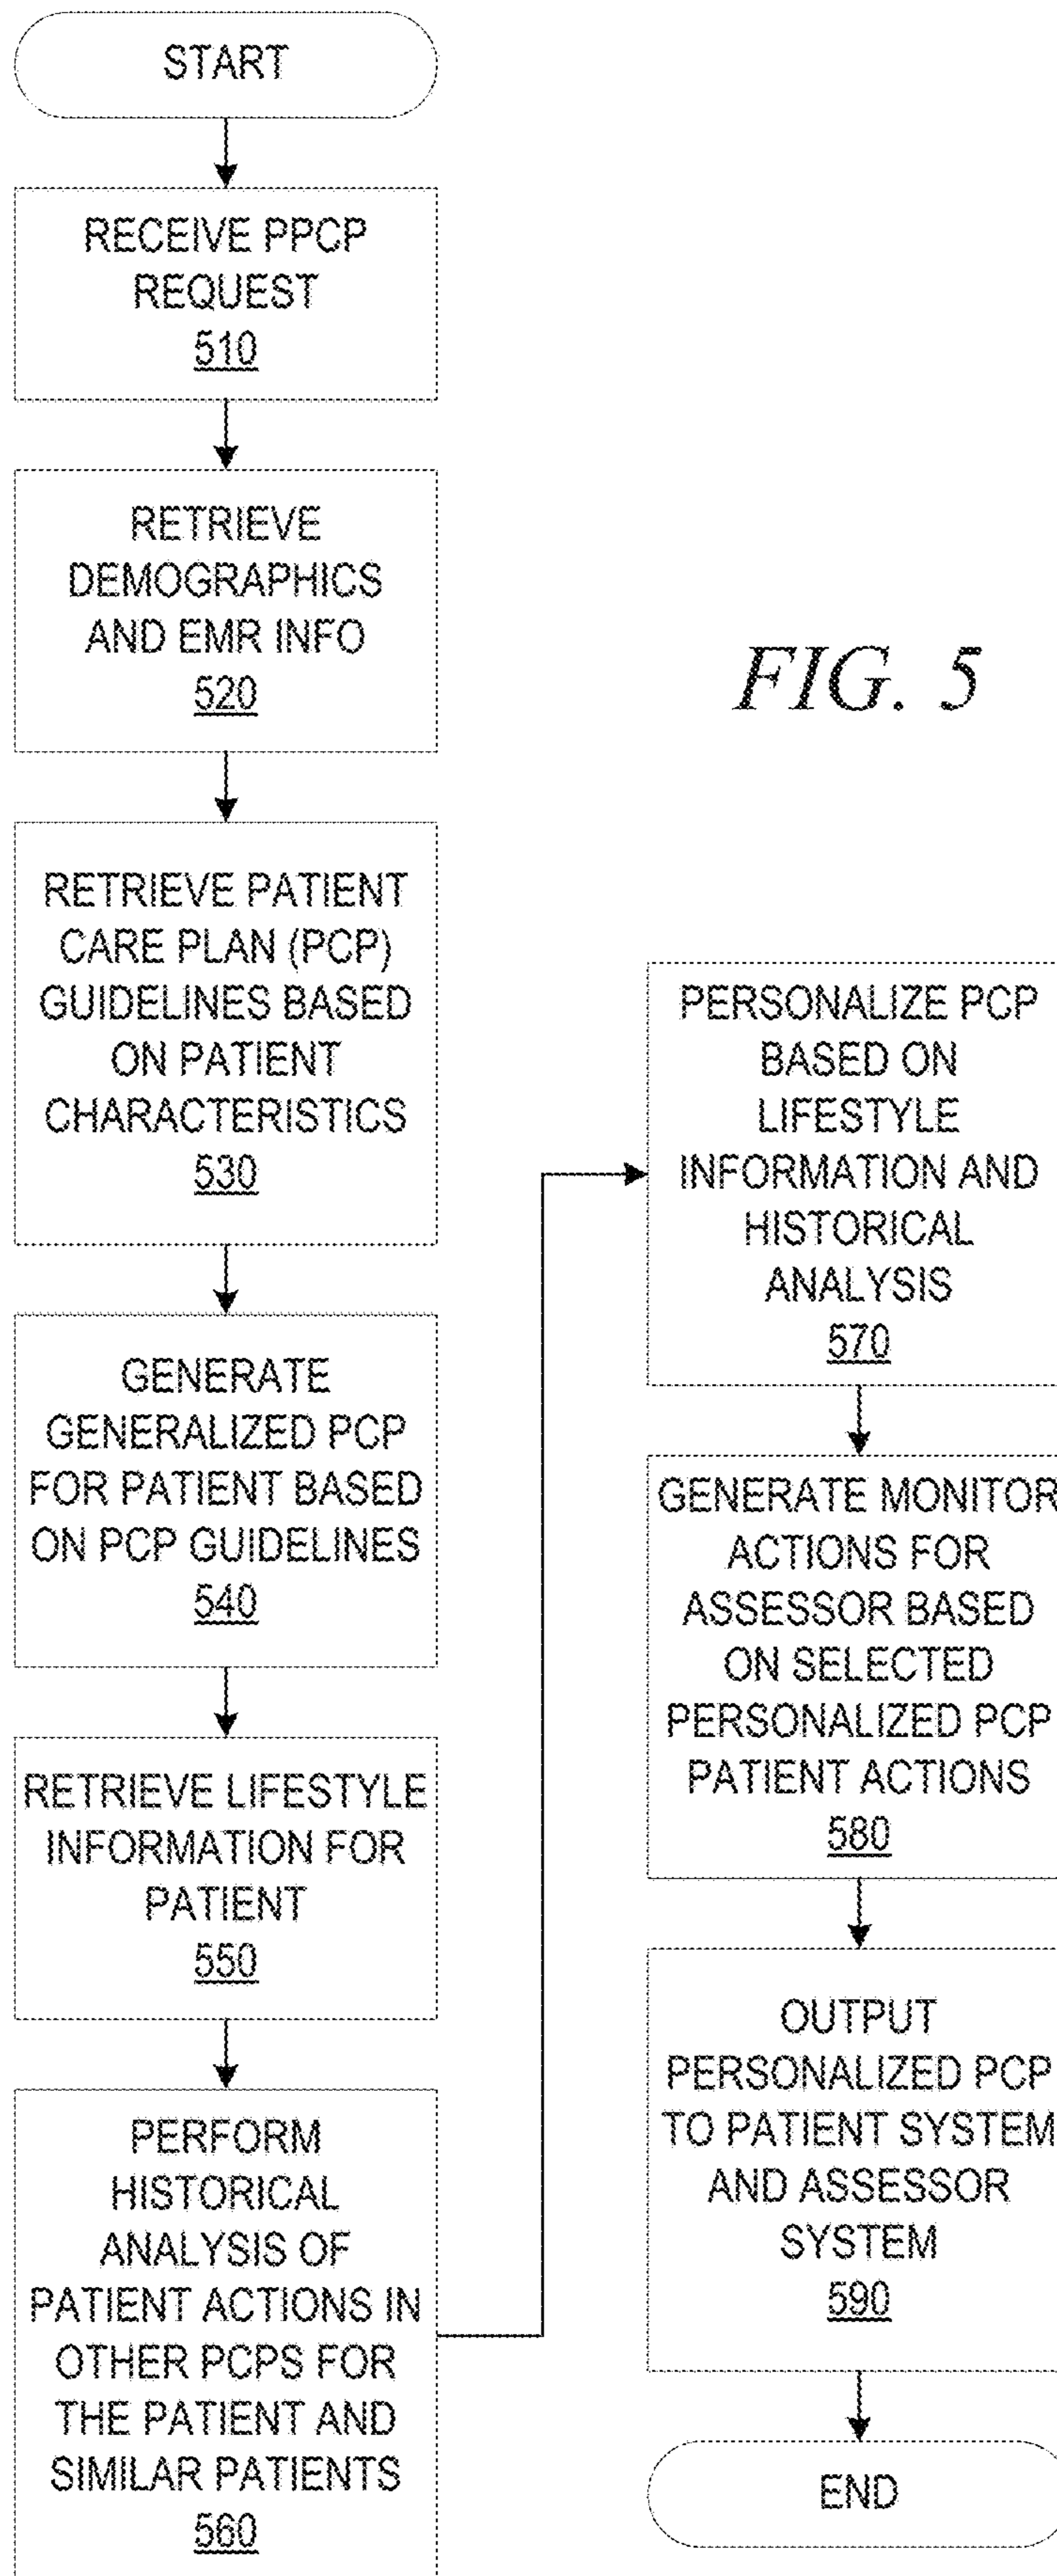 START
RECEIVE PPCP
REQUEST
510
RETRIEVE
DEMOGRAPHICS
AND EMR INFO
520
RETRIEVE PATIENT
CARE PLAN (PCP)
GUIDELINES BASED
ON PATIENT
CHARACTERISTICS
530
GENERATE
GENERALIZED PCP
FOR PATIENT BASED
ON PCP GUIDELINES
540
RETRIEVE LIFESTYLE
INFORMATION FOR
PATIENT
550
PERFORM
HISTORICAL
ANALYSIS OF
PATIENT ACTIONS IN
OTHER PCPS FOR
THE PATIENT AND
SIMILAR PATIENTS
560
FIG. 5
PERSONALIZE PCP
BASED ON
LIFESTYLE
INFORMATION AND
HISTORICAL
ANALYSIS
570
GENERATE MONITOR
ACTIONS FOR
ASSESSOR BASED
ON SELECTED
PERSONALIZED PCP
PATIENT ACTIONS
580
OUTPUT
PERSONALIZED PCP
TO PATIENT SYSTEM
AND ASSESSOR
SYSTEM
590
END